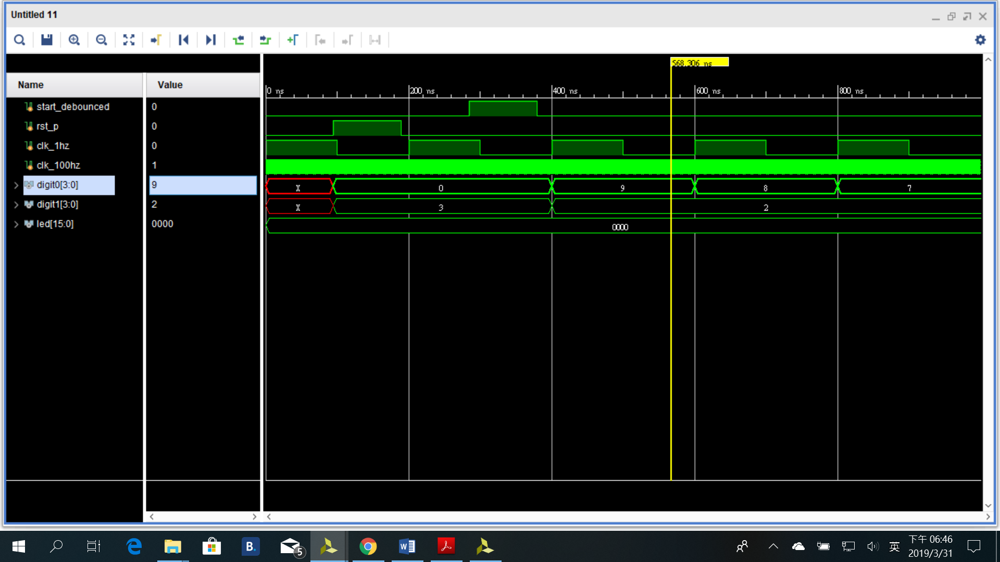 Untitled 11
568.306 ns
Name Value
0 ns 200 ns 400 ns 600 ns 800 ns
start_debounced 0
rst_p 0
clk_1hz 0
clk_100hz 1
digit0[3:0] 9 X 0 9 8 7
digit1[3:0] 2 X 3 2
led[15:0] 0000 0000
B. 5 W 英 下午 06:46
2019/3/31